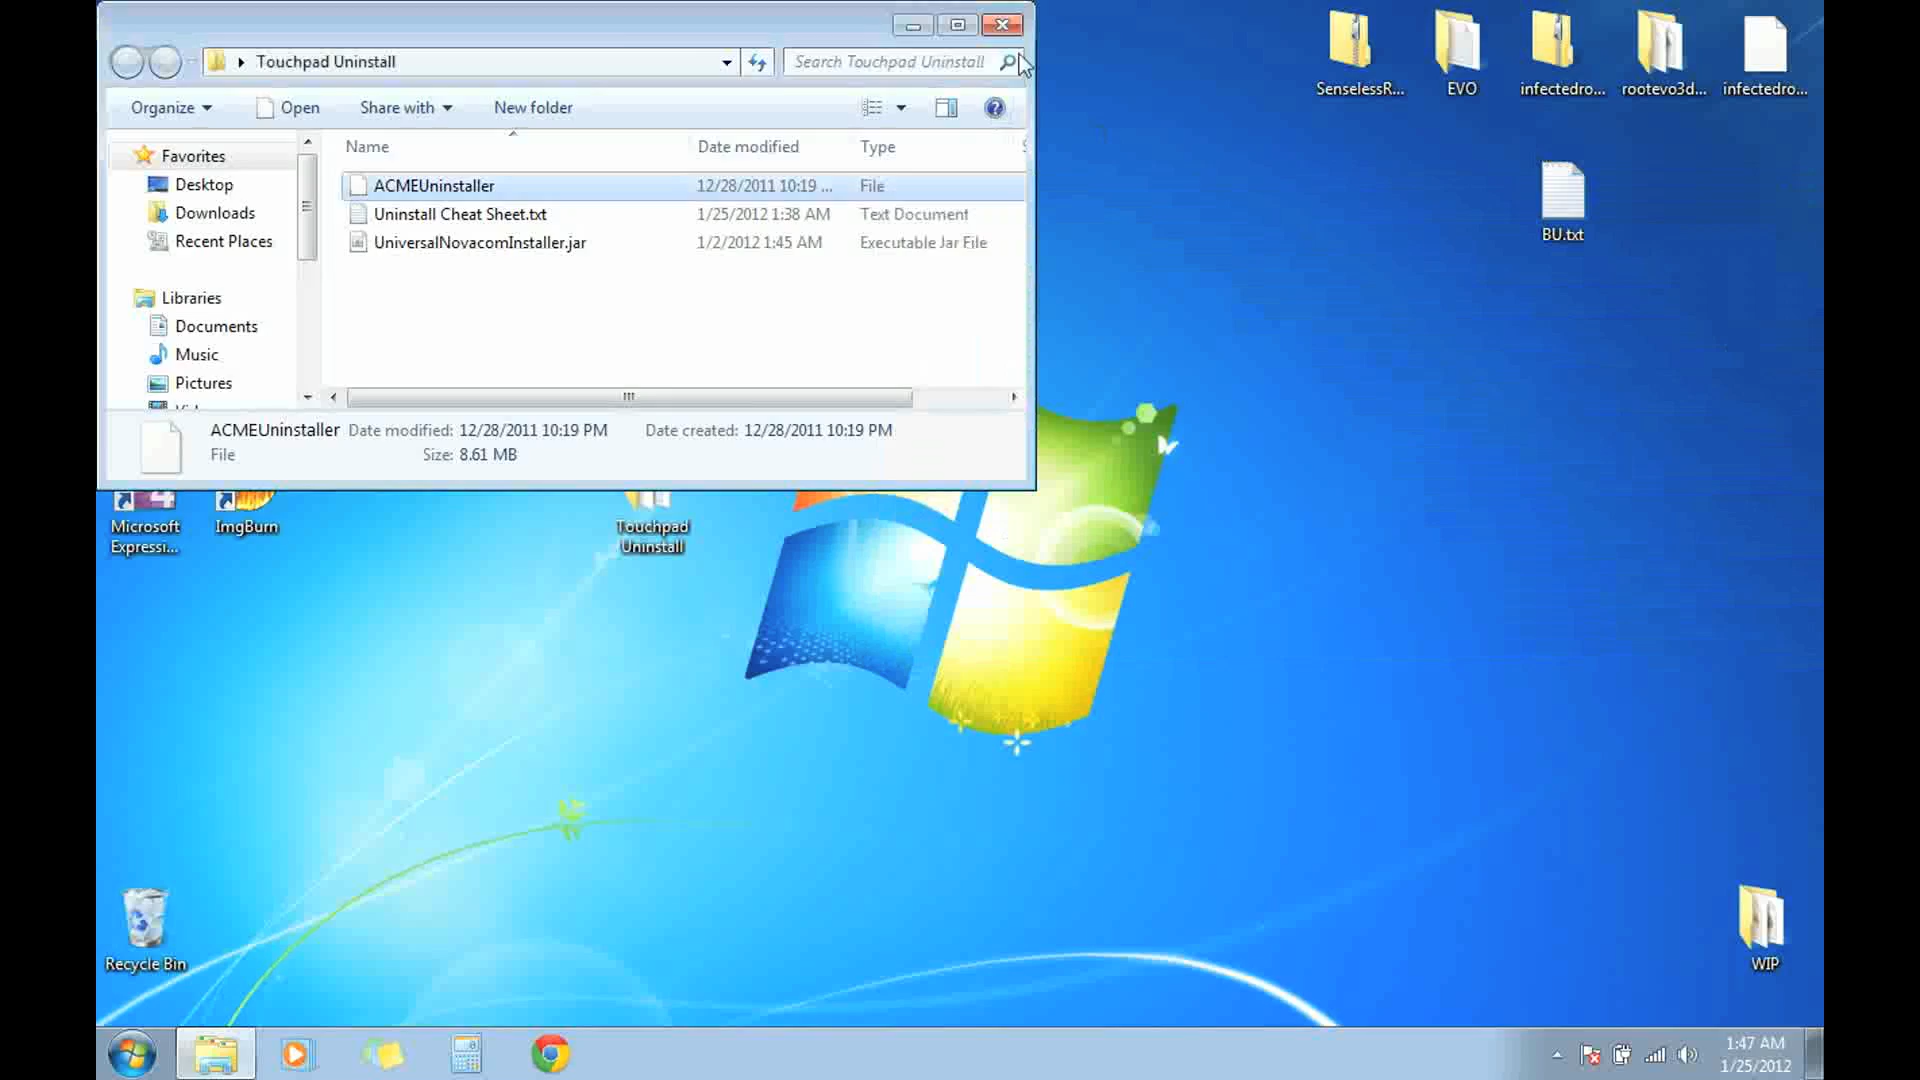 Touchpad Uninstall
Search Touchpad Uninstall
Organize
Open
Share with
New folder
Name
Date modified
Type
Favorites
Desktop
Downloads
Recent Places
Libraries
Documents
Music
Pictures
ACMEUninstaller
12/28/2011 10:19 ...
File
Uninstall Cheat Sheet.txt
1/25/2012 1:38 AM
Text Document
UniversalNovacomInstaller.jar
1/2/2012 1:45 AM
Executable Jar File
ACMEUninstaller
Date modified: 12/28/2011 10:19 PM
Date created: 12/28/2011 10:19 PM
File
Size: 8.61 MB
SenselessR...
EVO
infectedro...
rootevo3d...
infectedro...
BU.txt
Microsoft
Expressi...
ImgBurn
Touchpad
Uninstall
Recycle Bin
WIP
1:47 AM
1/25/2012